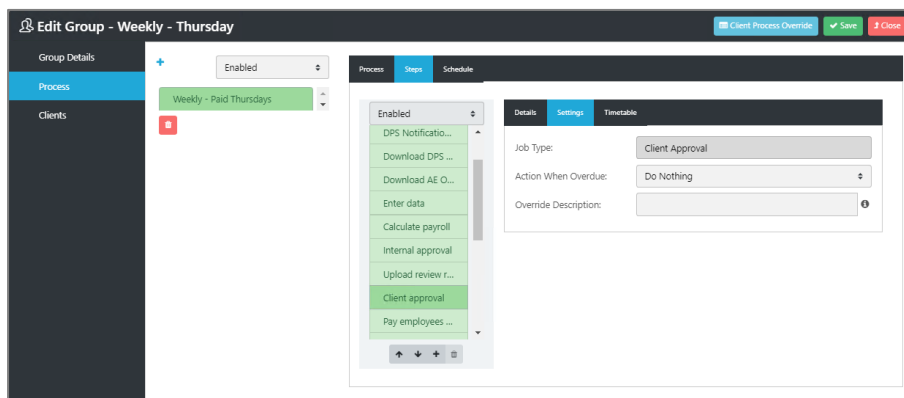 Edit Group - Weekly - Thursday
Client Process Override
Save
Close
Group Details
Process
Clients
Enabled
Weekly - Paid Thursdays
Process
Steps
Schedule
Enabled
DPS Notificatio...
Download DPS ...
Download AE O...
Enter data
Calculate payroll
Internal approval
Upload review r...
Client approval
Pay employees ...
Details
Settings
Timetable
Job Type:
Client Approval
Action When Overdue:
Do Nothing
Override Description: